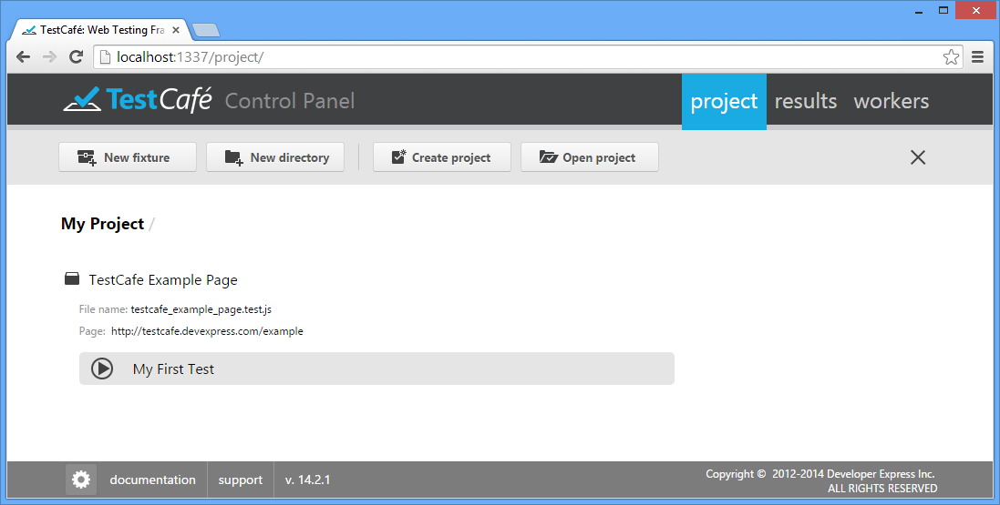 TestCafé: Web Testing Fra
localhost:1337/project/
TestCafé Control Panel project results workers
New fixture New directory Create project Open project
My Project /
TestCafe Example Page
File name: testcafe_example_page.test.js
Page: http://testcafe.devexpress.com/example
My First Test
documentation support v. 14.2.1
Copyright © 2012-2014 Developer Express Inc.
ALL RIGHTS RESERVED